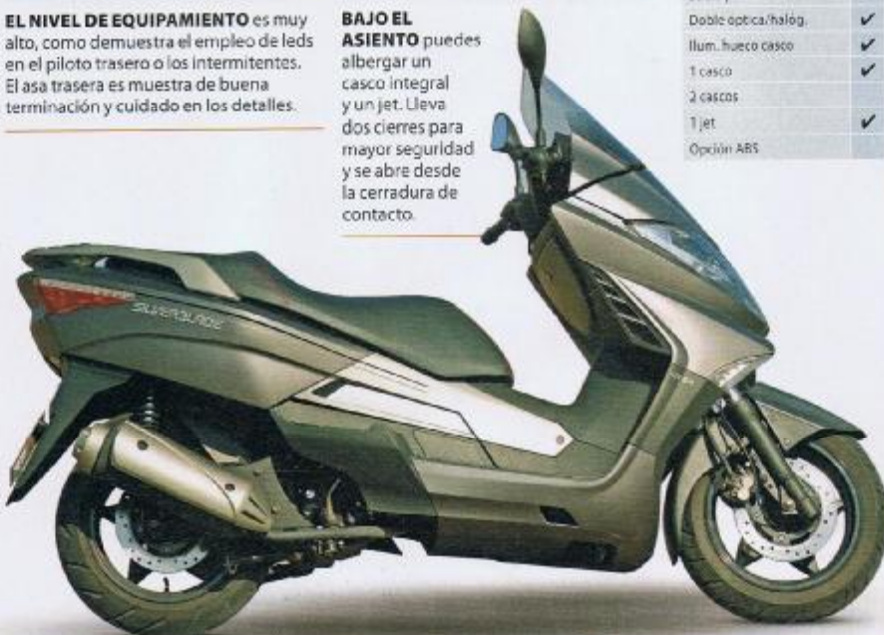 EL NIVEL DE EQUIPAMIENTO es muy
alto, como demuestra el empleo de leds
en el piloto trasero o los intermitentes.
El asa trasera es muestra de buena
terminación y cuidado en los detalles.
BAJO EL
ASIENTO puedes
albergar un
casco integral
y un jet. Lleva
dos cierres para
mayor seguridad
y se abre desde
la cerradura de
contacto.
Doble óptica/halóg. ✔
Ilum. hueco casco ✔
1 casco ✔
2 cascos
1 jet ✔
Opción ABS
SILVERBLADE